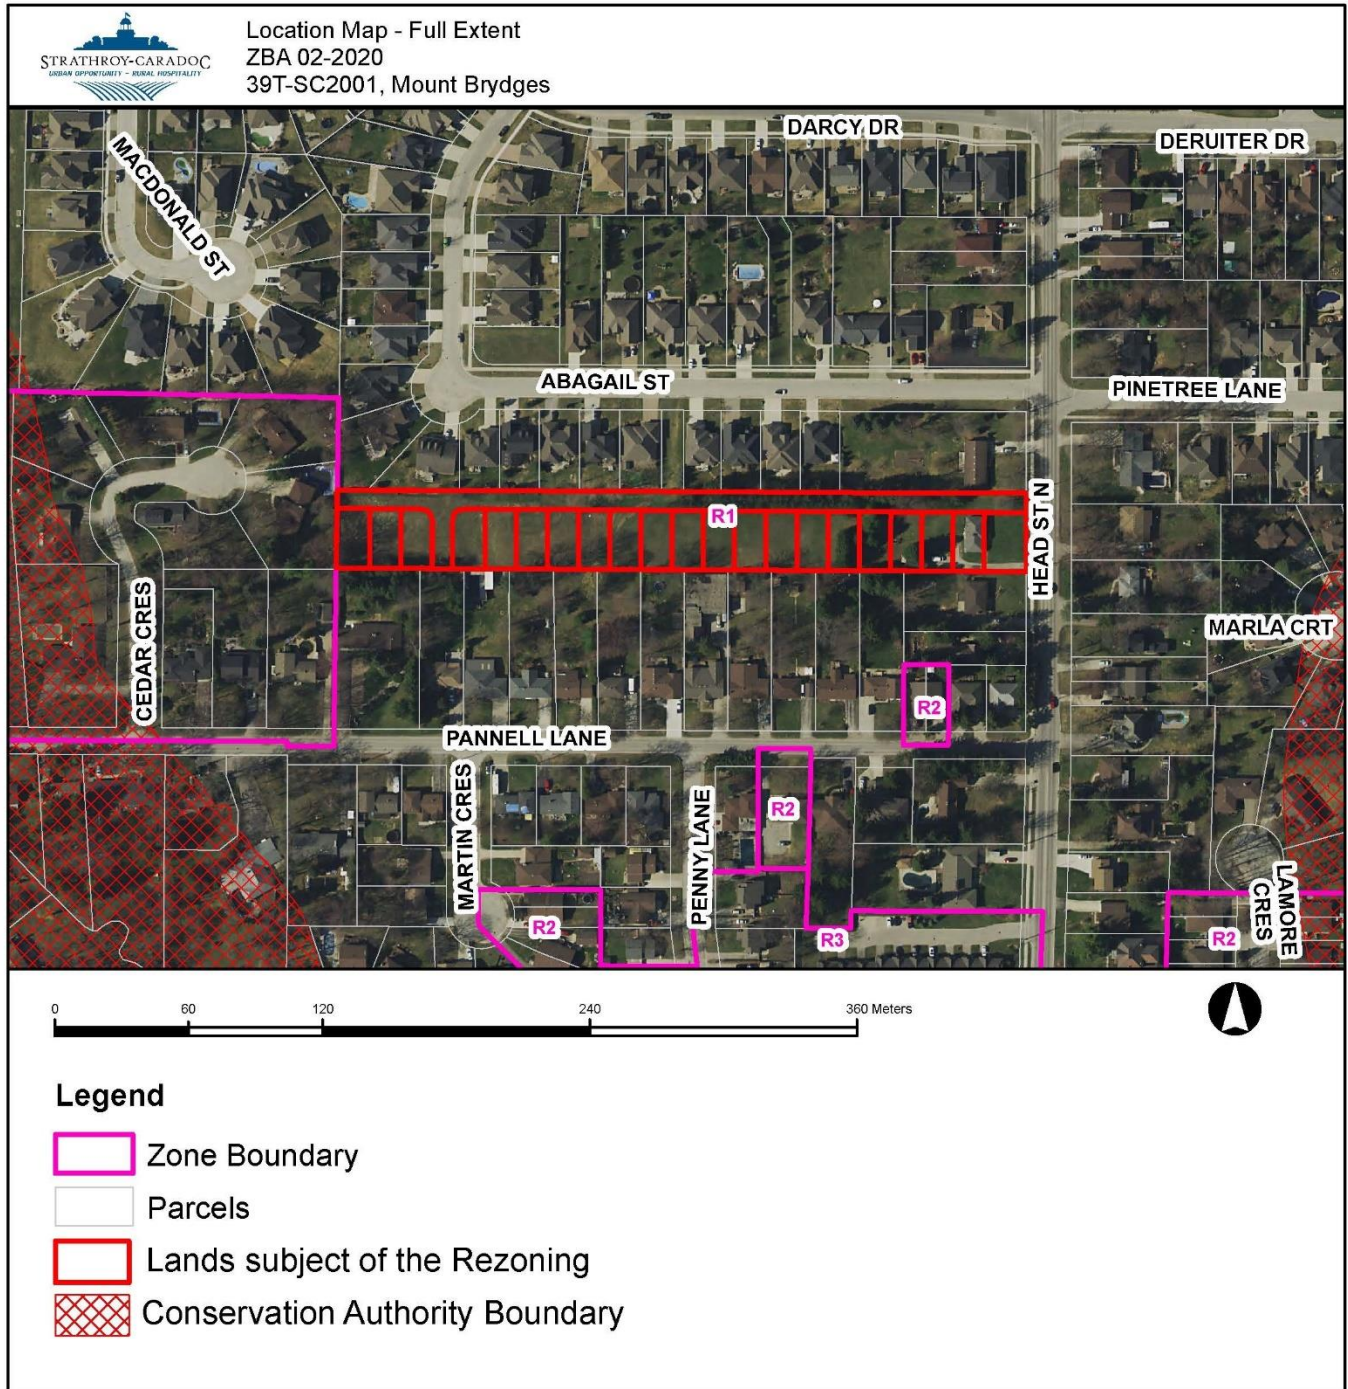 STRATHROY-CARADOC
URBAN OPPORTUNITY - RURAL HOSPITALITY
Location Map - Full Extent
ZBA 02-2020
39T-SC2001, Mount Brydges
DARCY DR
DERUITER DR
MACDONALD ST
ABAGAIL ST
PINETREE LANE
R1
HEAD ST N
CEDAR CRES
MARLA CRT
R2
PANNELL LANE
MARTIN CRES
PENNY LANE
R2
R2
R3
R2
LAMORE
CRES
0 60 120 240 360 Meters
Legend
Zone Boundary
Parcels
Lands subject of the Rezoning
Conservation Authority Boundary